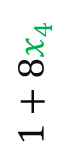 1 + 8x₄